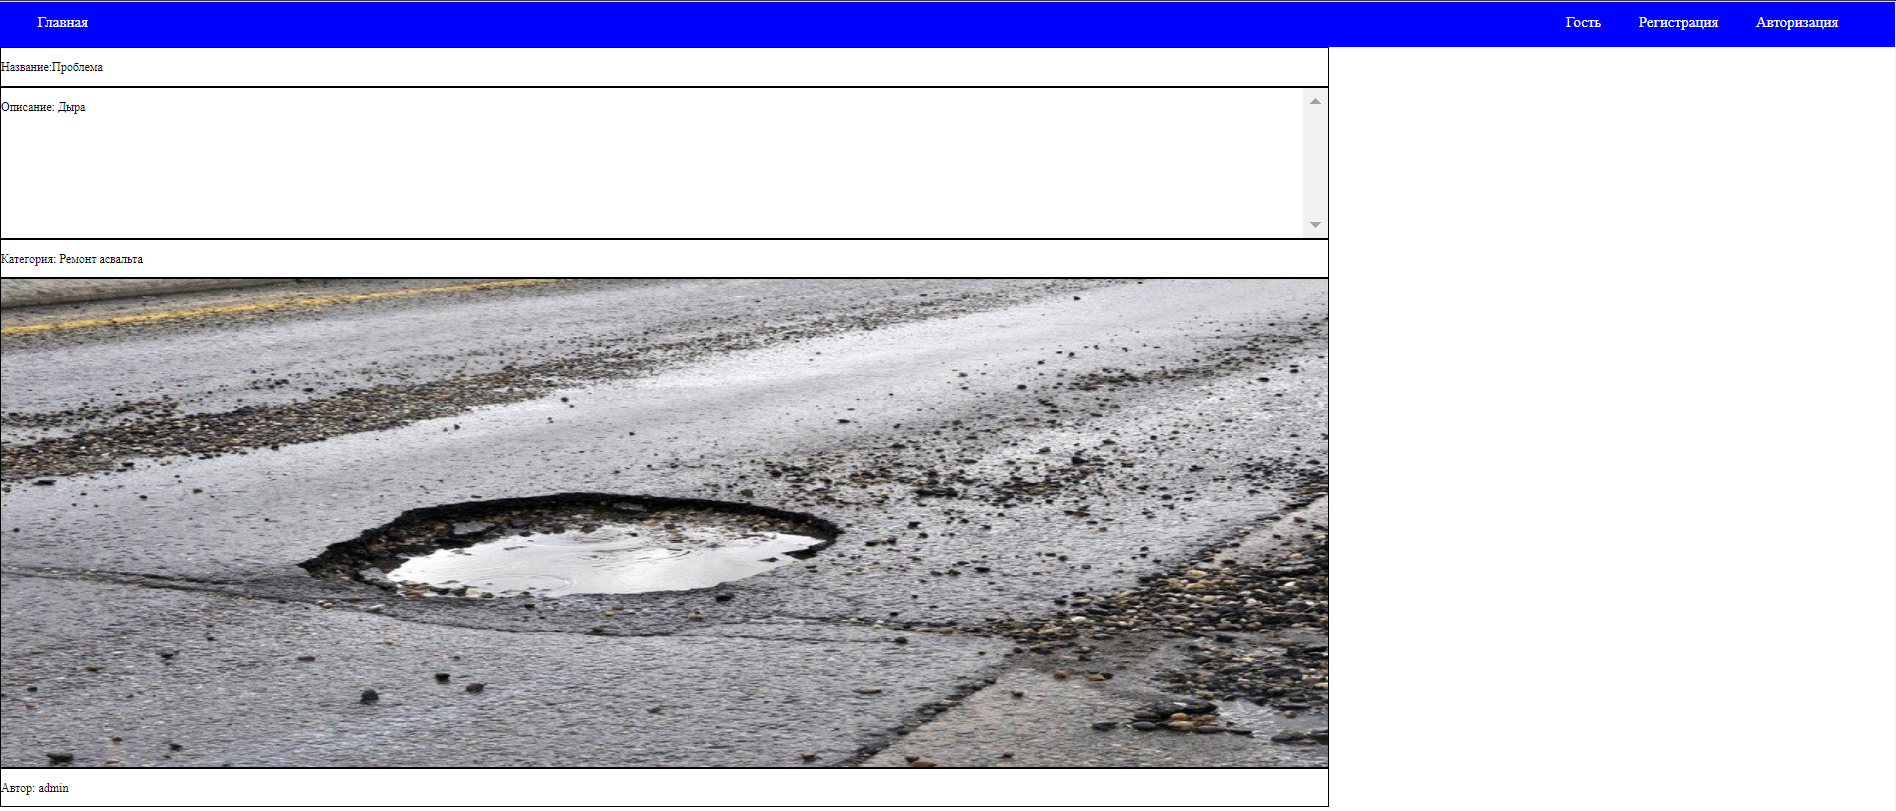 Главная Гость Регистрация Авторизация
Название:Проблема
Описание: Дыра
Категория: Ремонт асвальта
Автор: admin